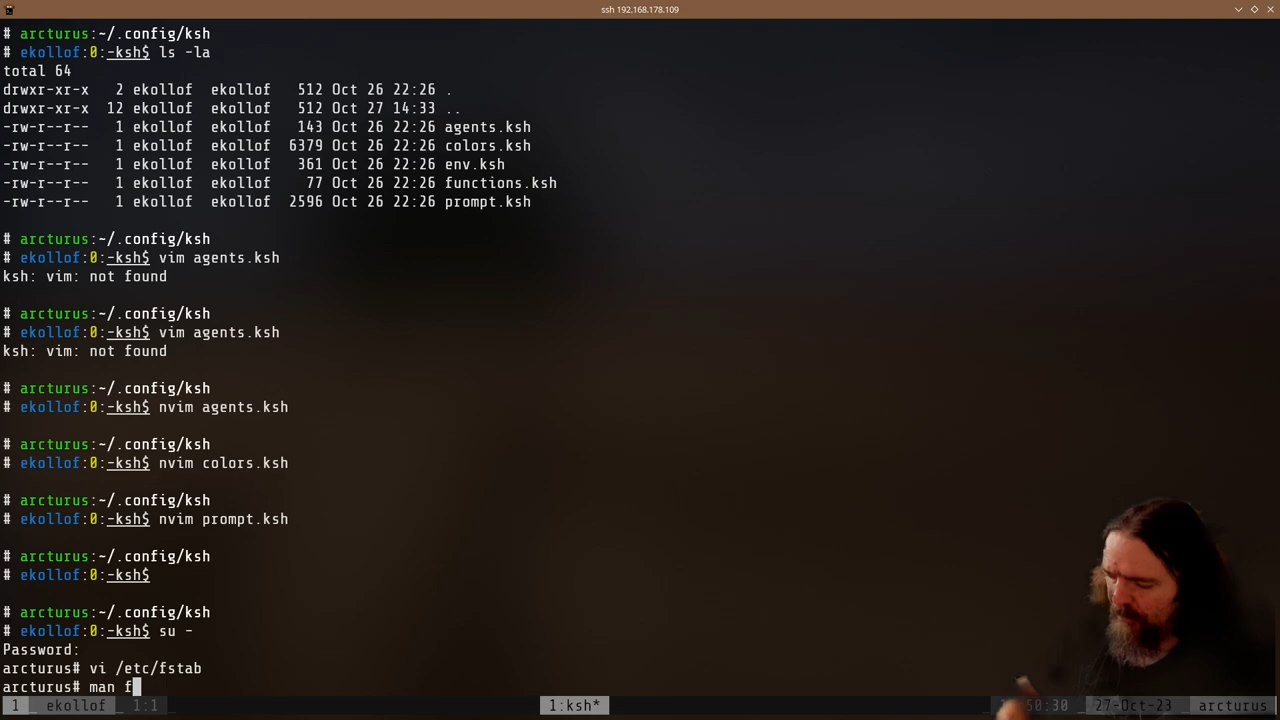 ssh 192.168.178.109
# arcturus:~/.config/ksh
# ekollof:0:-ksh$ ls -la
total 64
drwxr-xr-x  2 ekollof  ekollof   512 Oct 26 22:26 .
drwxr-xr-x  12 ekollof  ekollof   512 Oct 27 14:33 ..
-rw-r--r--  1 ekollof  ekollof   143 Oct 26 22:26 agents.ksh
-rw-r--r--  1 ekollof  ekollof  6379 Oct 26 22:26 colors.ksh
-rw-r--r--  1 ekollof  ekollof   361 Oct 26 22:26 env.ksh
-rw-r--r--  1 ekollof  ekollof    77 Oct 26 22:26 functions.ksh
-rw-r--r--  1 ekollof  ekollof  2596 Oct 26 22:26 prompt.ksh
# arcturus:~/.config/ksh
# ekollof:0:-ksh$ vim agents.ksh
ksh: vim: not found
# arcturus:~/.config/ksh
# ekollof:0:-ksh$ vim agents.ksh
ksh: vim: not found
# arcturus:~/.config/ksh
# ekollof:0:-ksh$ nvim agents.ksh
# arcturus:~/.config/ksh
# ekollof:0:-ksh$ nvim colors.ksh
# arcturus:~/.config/ksh
# ekollof:0:-ksh$ nvim prompt.ksh
# arcturus:~/.config/ksh
# ekollof:0:-ksh$
# arcturus:~/.config/ksh
# ekollof:0:-ksh$ su -
Password:
arcturus# vi /etc/fstab
arcturus# man f
1 ekollof 1:1 1:ksh* 50:30 27-Oct-23 arcturus